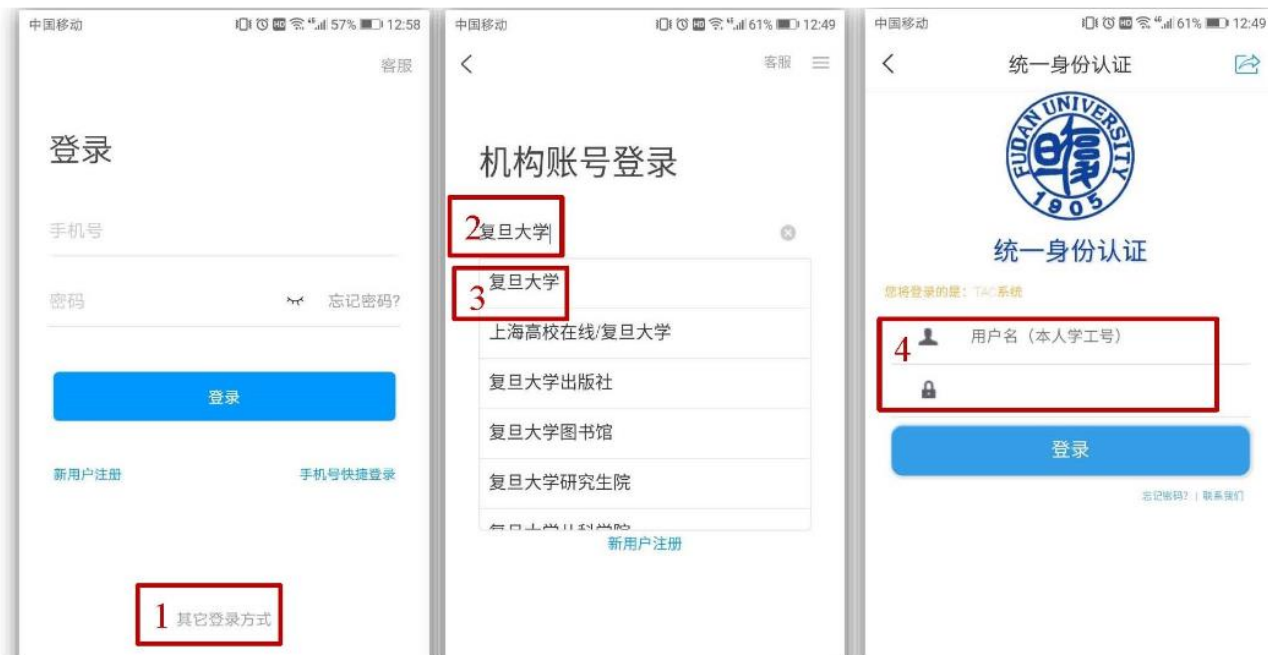 中国移动
57% 12:58
客服
登录
手机号
密码 忘记密码?
登录
新用户注册 手机号快捷登录
1 其它登录方式
中国移动
61% 12:49
客服
机构账号登录
2 复旦大学
3 复旦大学
上海高校在线/复旦大学
复旦大学出版社
复旦大学图书馆
复旦大学研究生院
新用户注册
中国移动
61% 12:49
统一身份认证
FUDAN UNIVERSITY
1905
统一身份认证
您将登录的是:TAC系统
4 用户名(本人学工号)
登录
忘记密码?|联系我们